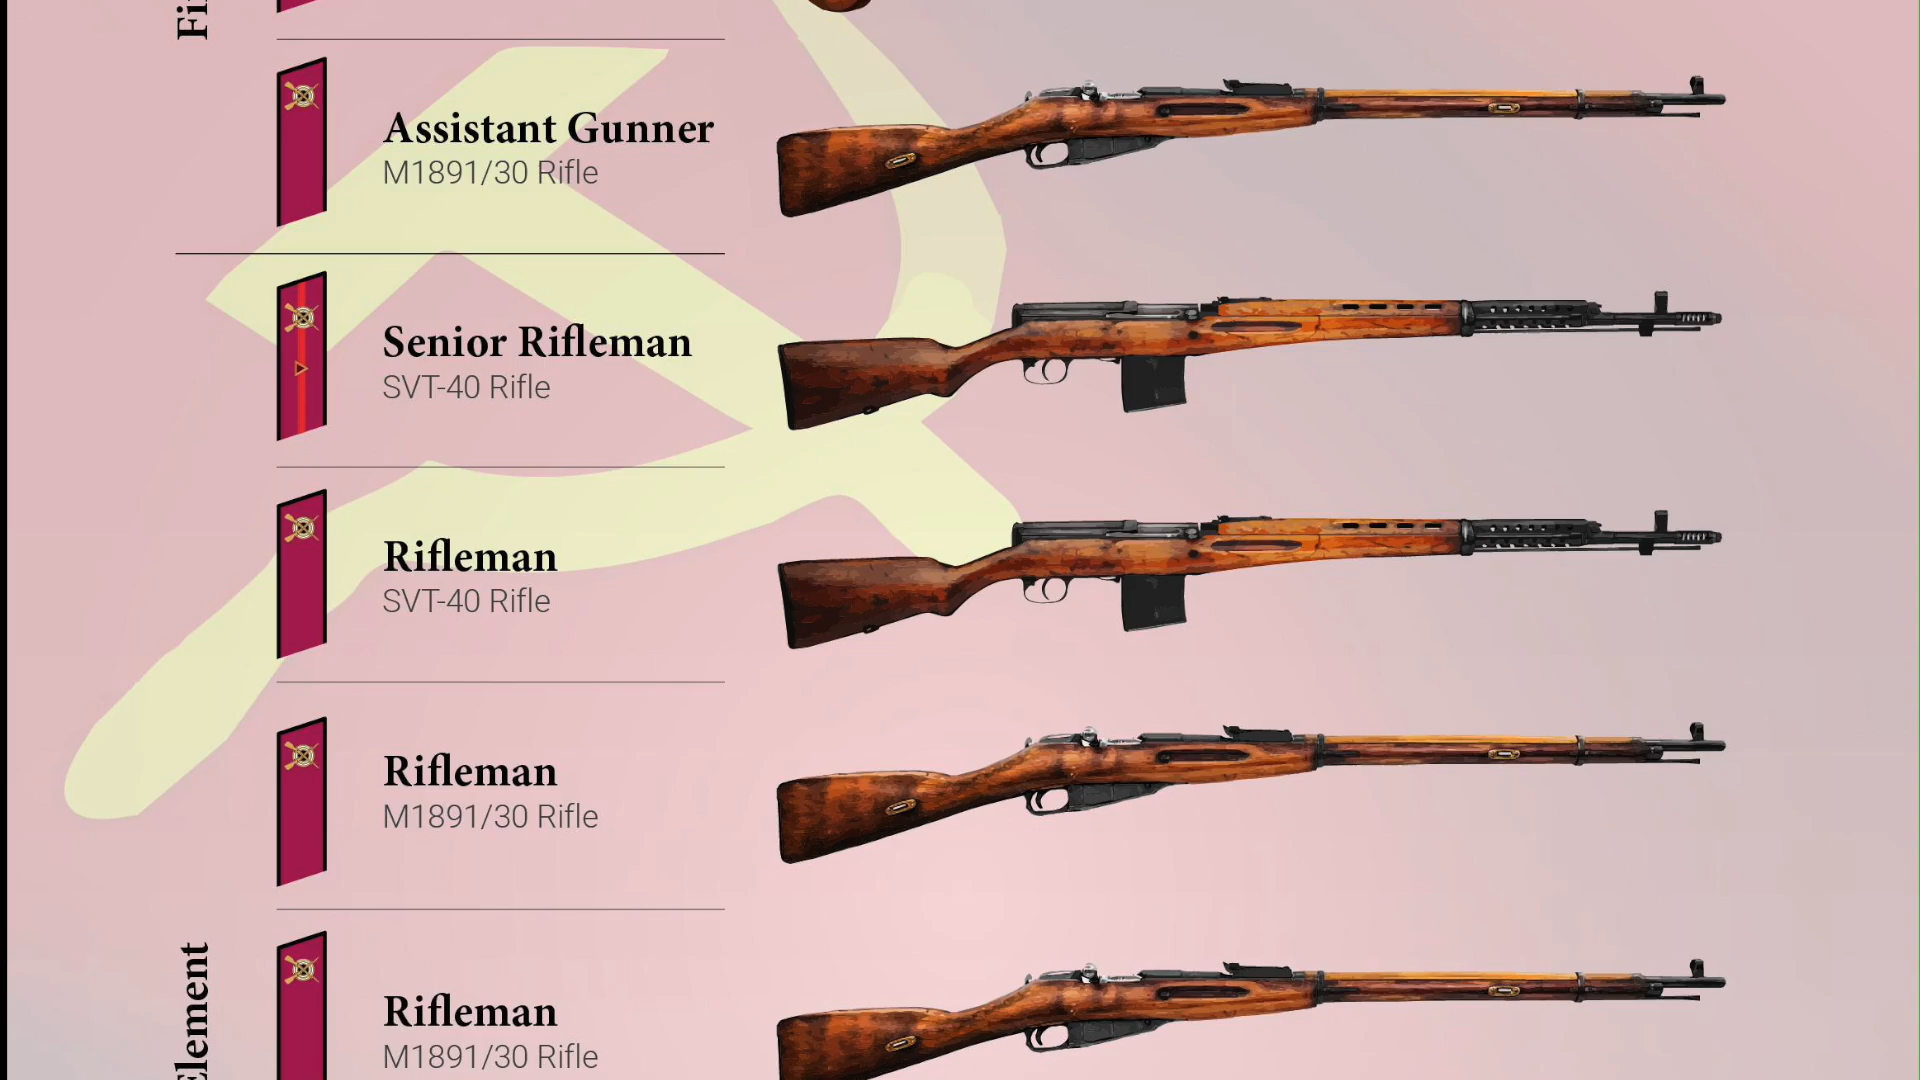 Assistant Gunner
M1891/30 Rifle
Senior Rifleman
SVT-40 Rifle
Rifleman
SVT-40 Rifle
Rifleman
M1891/30 Rifle
Element
Rifleman
M1891/30 Rifle